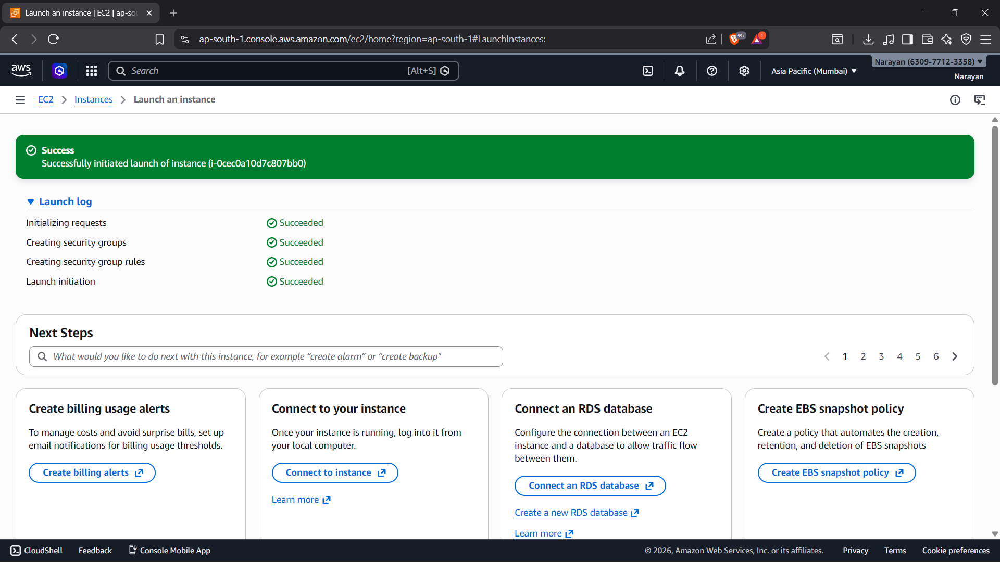 Launch an instance | EC2 | ap-so
ap-south-1.console.aws.amazon.com/ec2/home?region=ap-south-1#LaunchInstances:
99+
1
aws
Search
[Alt+S]
Asia Pacific (Mumbai)
Narayan (6309-7712-3358)
Narayan
EC2
Instances
Launch an instance
Success
Successfully initiated launch of instance (i-0cec0a10d7c807bb0)
Launch log
Initializing requests
Succeeded
Creating security groups
Succeeded
Creating security group rules
Succeeded
Launch initiation
Succeeded
Next Steps
What would you like to do next with this instance, for example “create alarm” or “create backup"
1 2 3 4 5 6
Create billing usage alerts
To manage costs and avoid surprise bills, set up
email notifications for billing usage thresholds.
Create billing alerts
Connect to your instance
Once your instance is running, log into it from
your local computer.
Connect to instance
Learn more
Connect an RDS database
Configure the connection between an EC2
instance and a database to allow traffic flow
between them.
Connect an RDS database
Create a new RDS database
Learn more
Create EBS snapshot policy
Create a policy that automates the creation,
retention, and deletion of EBS snapshots
Create EBS snapshot policy
CloudShell
Feedback
Console Mobile App
© 2026, Amazon Web Services, Inc. or its affiliates.
Privacy
Terms
Cookie preferences